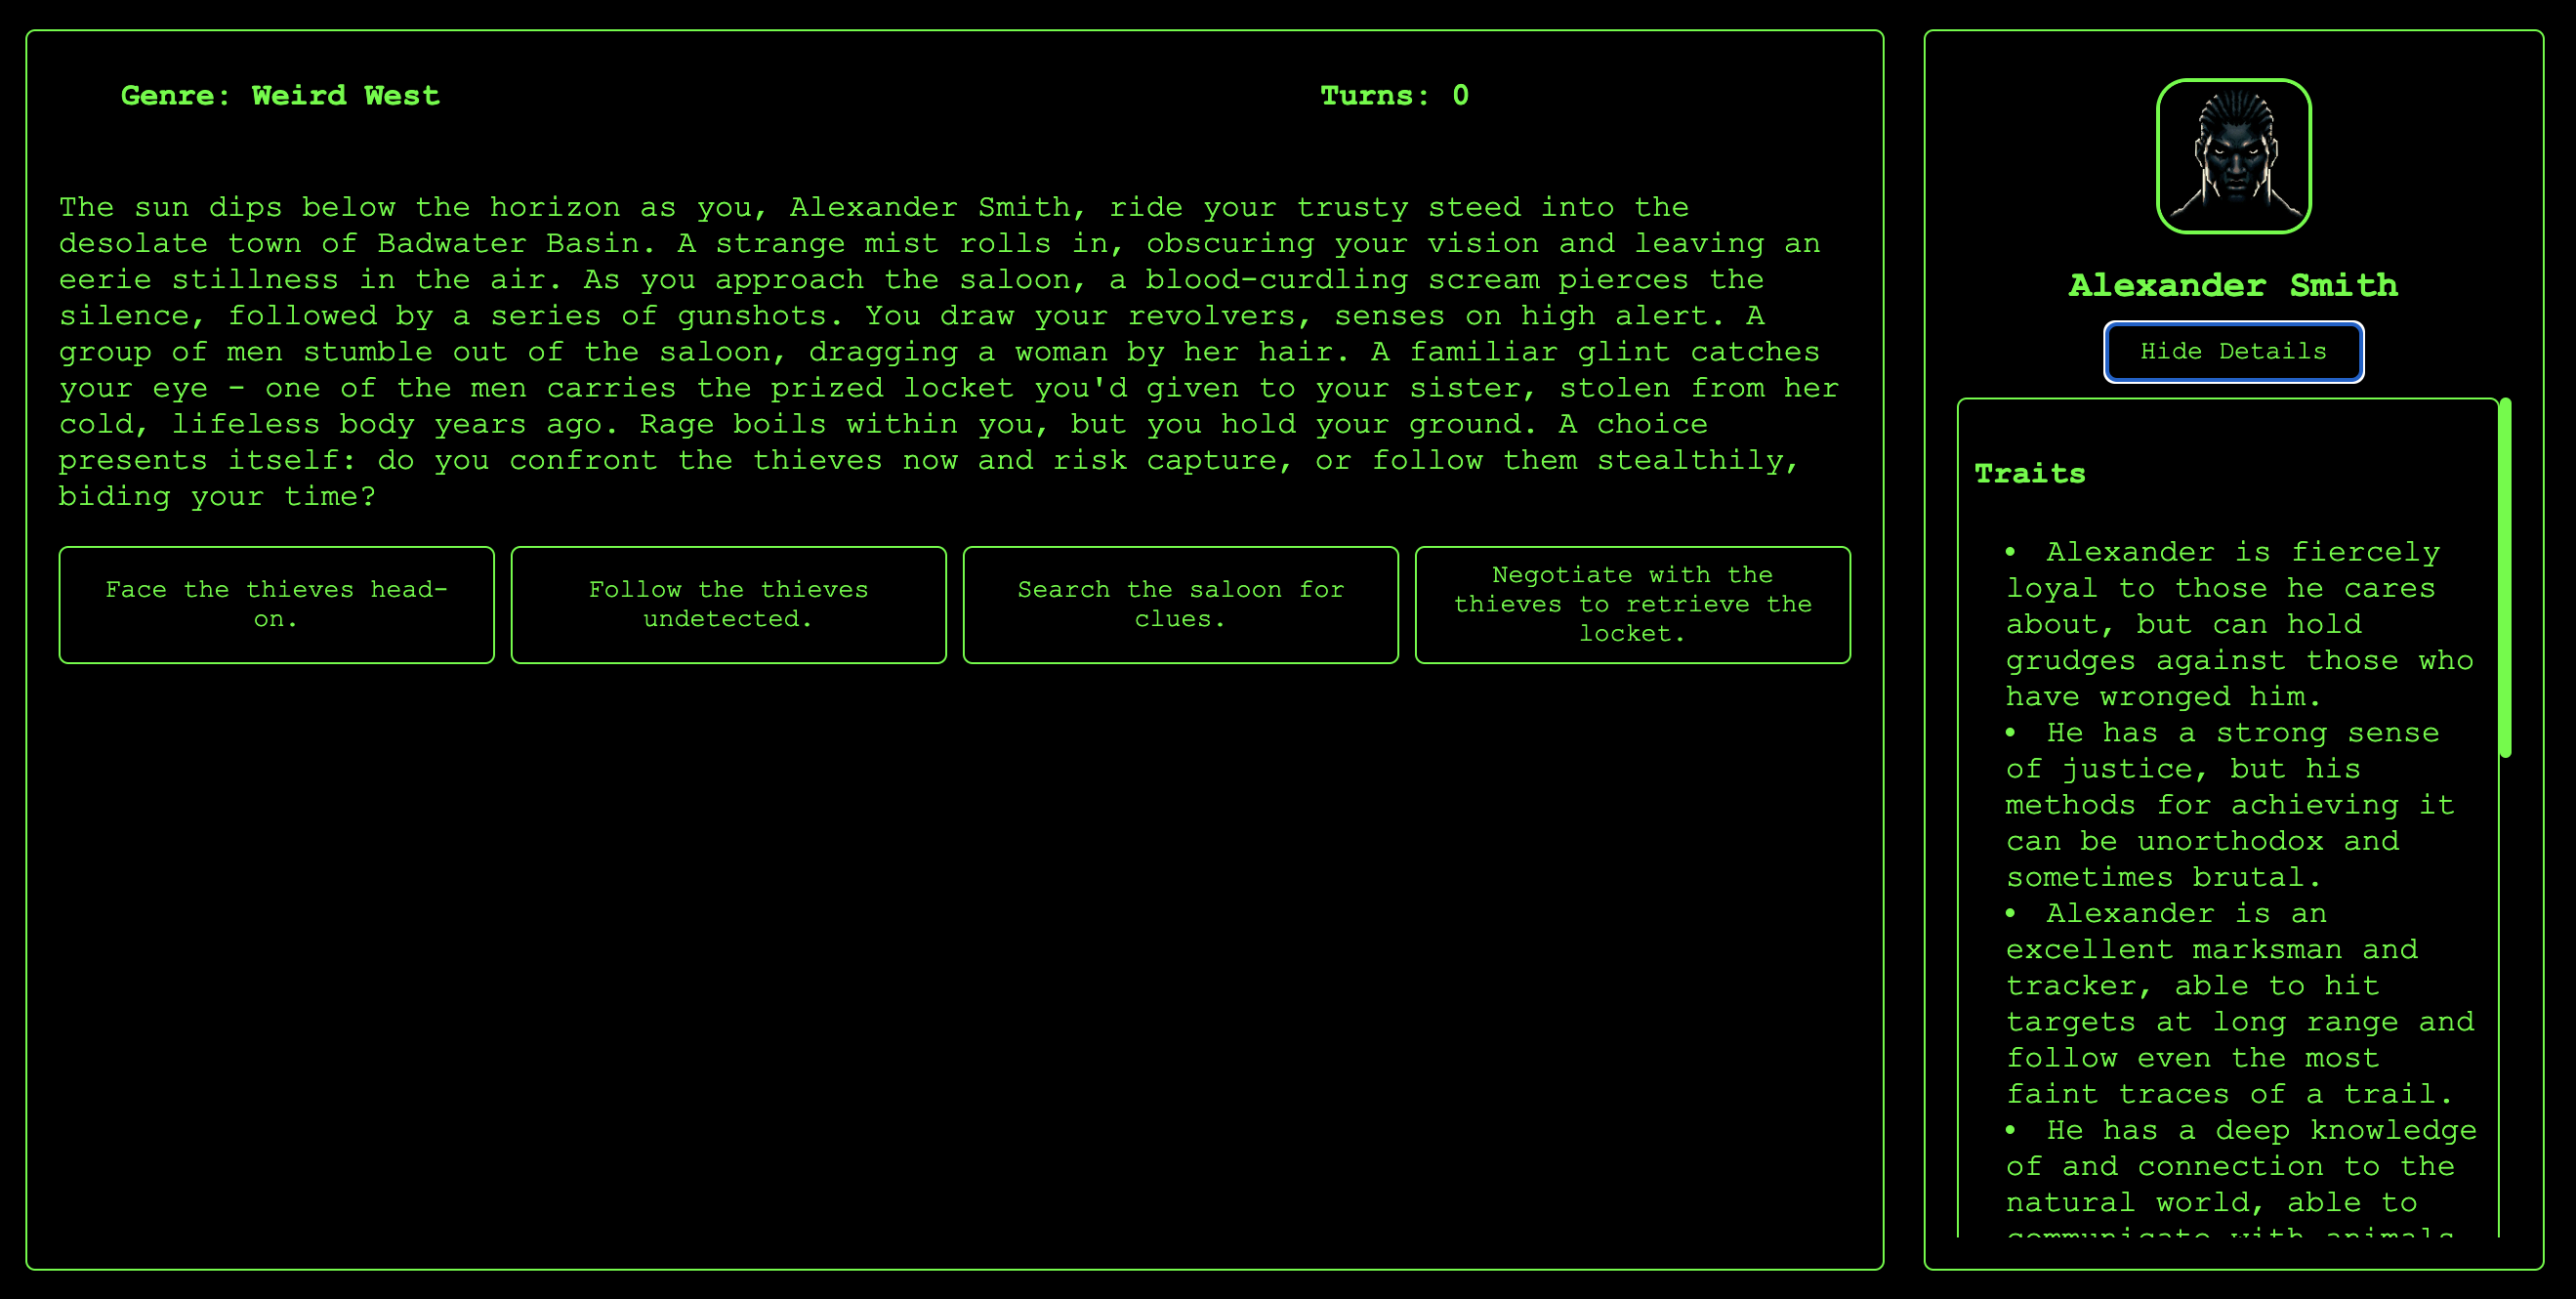 Genre: Weird West
Turns: 0
The sun dips below the horizon as you, Alexander Smith, ride your trusty steed into the
desolate town of Badwater Basin. A strange mist rolls in, obscuring your vision and leaving an
eerie stillness in the air. As you approach the saloon, a blood-curdling scream pierces the
silence, followed by a series of gunshots. You draw your revolvers, senses on high alert. A
group of men stumble out of the saloon, dragging a woman by her hair. A familiar glint catches
your eye - one of the men carries the prized locket you'd given to your sister, stolen from her
cold, lifeless body years ago. Rage boils within you, but you hold your ground. A choice
presents itself: do you confront the thieves now and risk capture, or follow them stealthily,
biding your time?
Face the thieves head-
on.
Follow the thieves
undetected.
Search the saloon for
clues.
Negotiate with the
thieves to retrieve the
locket.
Alexander Smith
Hide Details
Traits
• Alexander is fiercely
loyal to those he cares
about, but can hold
grudges against those who
have wronged him.
• He has a strong sense
of justice, but his
methods for achieving it
can be unorthodox and
sometimes brutal.
• Alexander is an
excellent marksman and
tracker, able to hit
targets at long range and
follow even the most
faint traces of a trail.
• He has a deep knowledge
of and connection to the
natural world, able to
communicate with animals